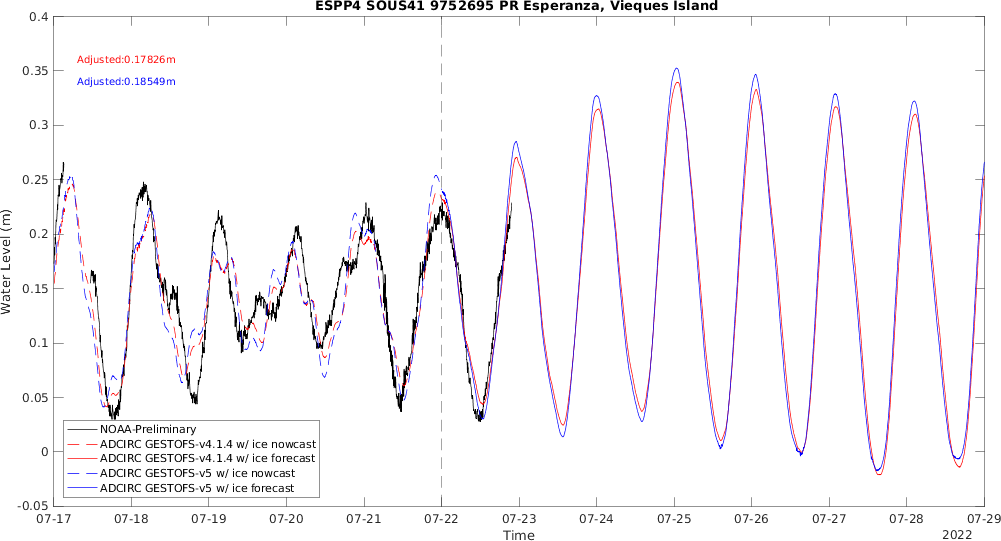 ESPP4 SOUS41 9752695 PR Esperanza, Vieques Island
0.4
0.35
0.3
0.25
0.2
0.15
0.1
0.05
0
-0.05
Water Level (m)
Adjusted:0.17826m
Adjusted:0.18549m
NOAA-Preliminary
ADCIRC GESTOFS-v4.1.4 w/ ice nowcast
ADCIRC GESTOFS-v4.1.4 w/ ice forecast
ADCIRC GESTOFS-v5 w/ ice nowcast
ADCIRC GESTOFS-v5 w/ ice forecast
07-17 07-18 07-19 07-20 07-21 07-22 07-23 07-24 07-25 07-26 07-27 07-28 07-29
Time
2022